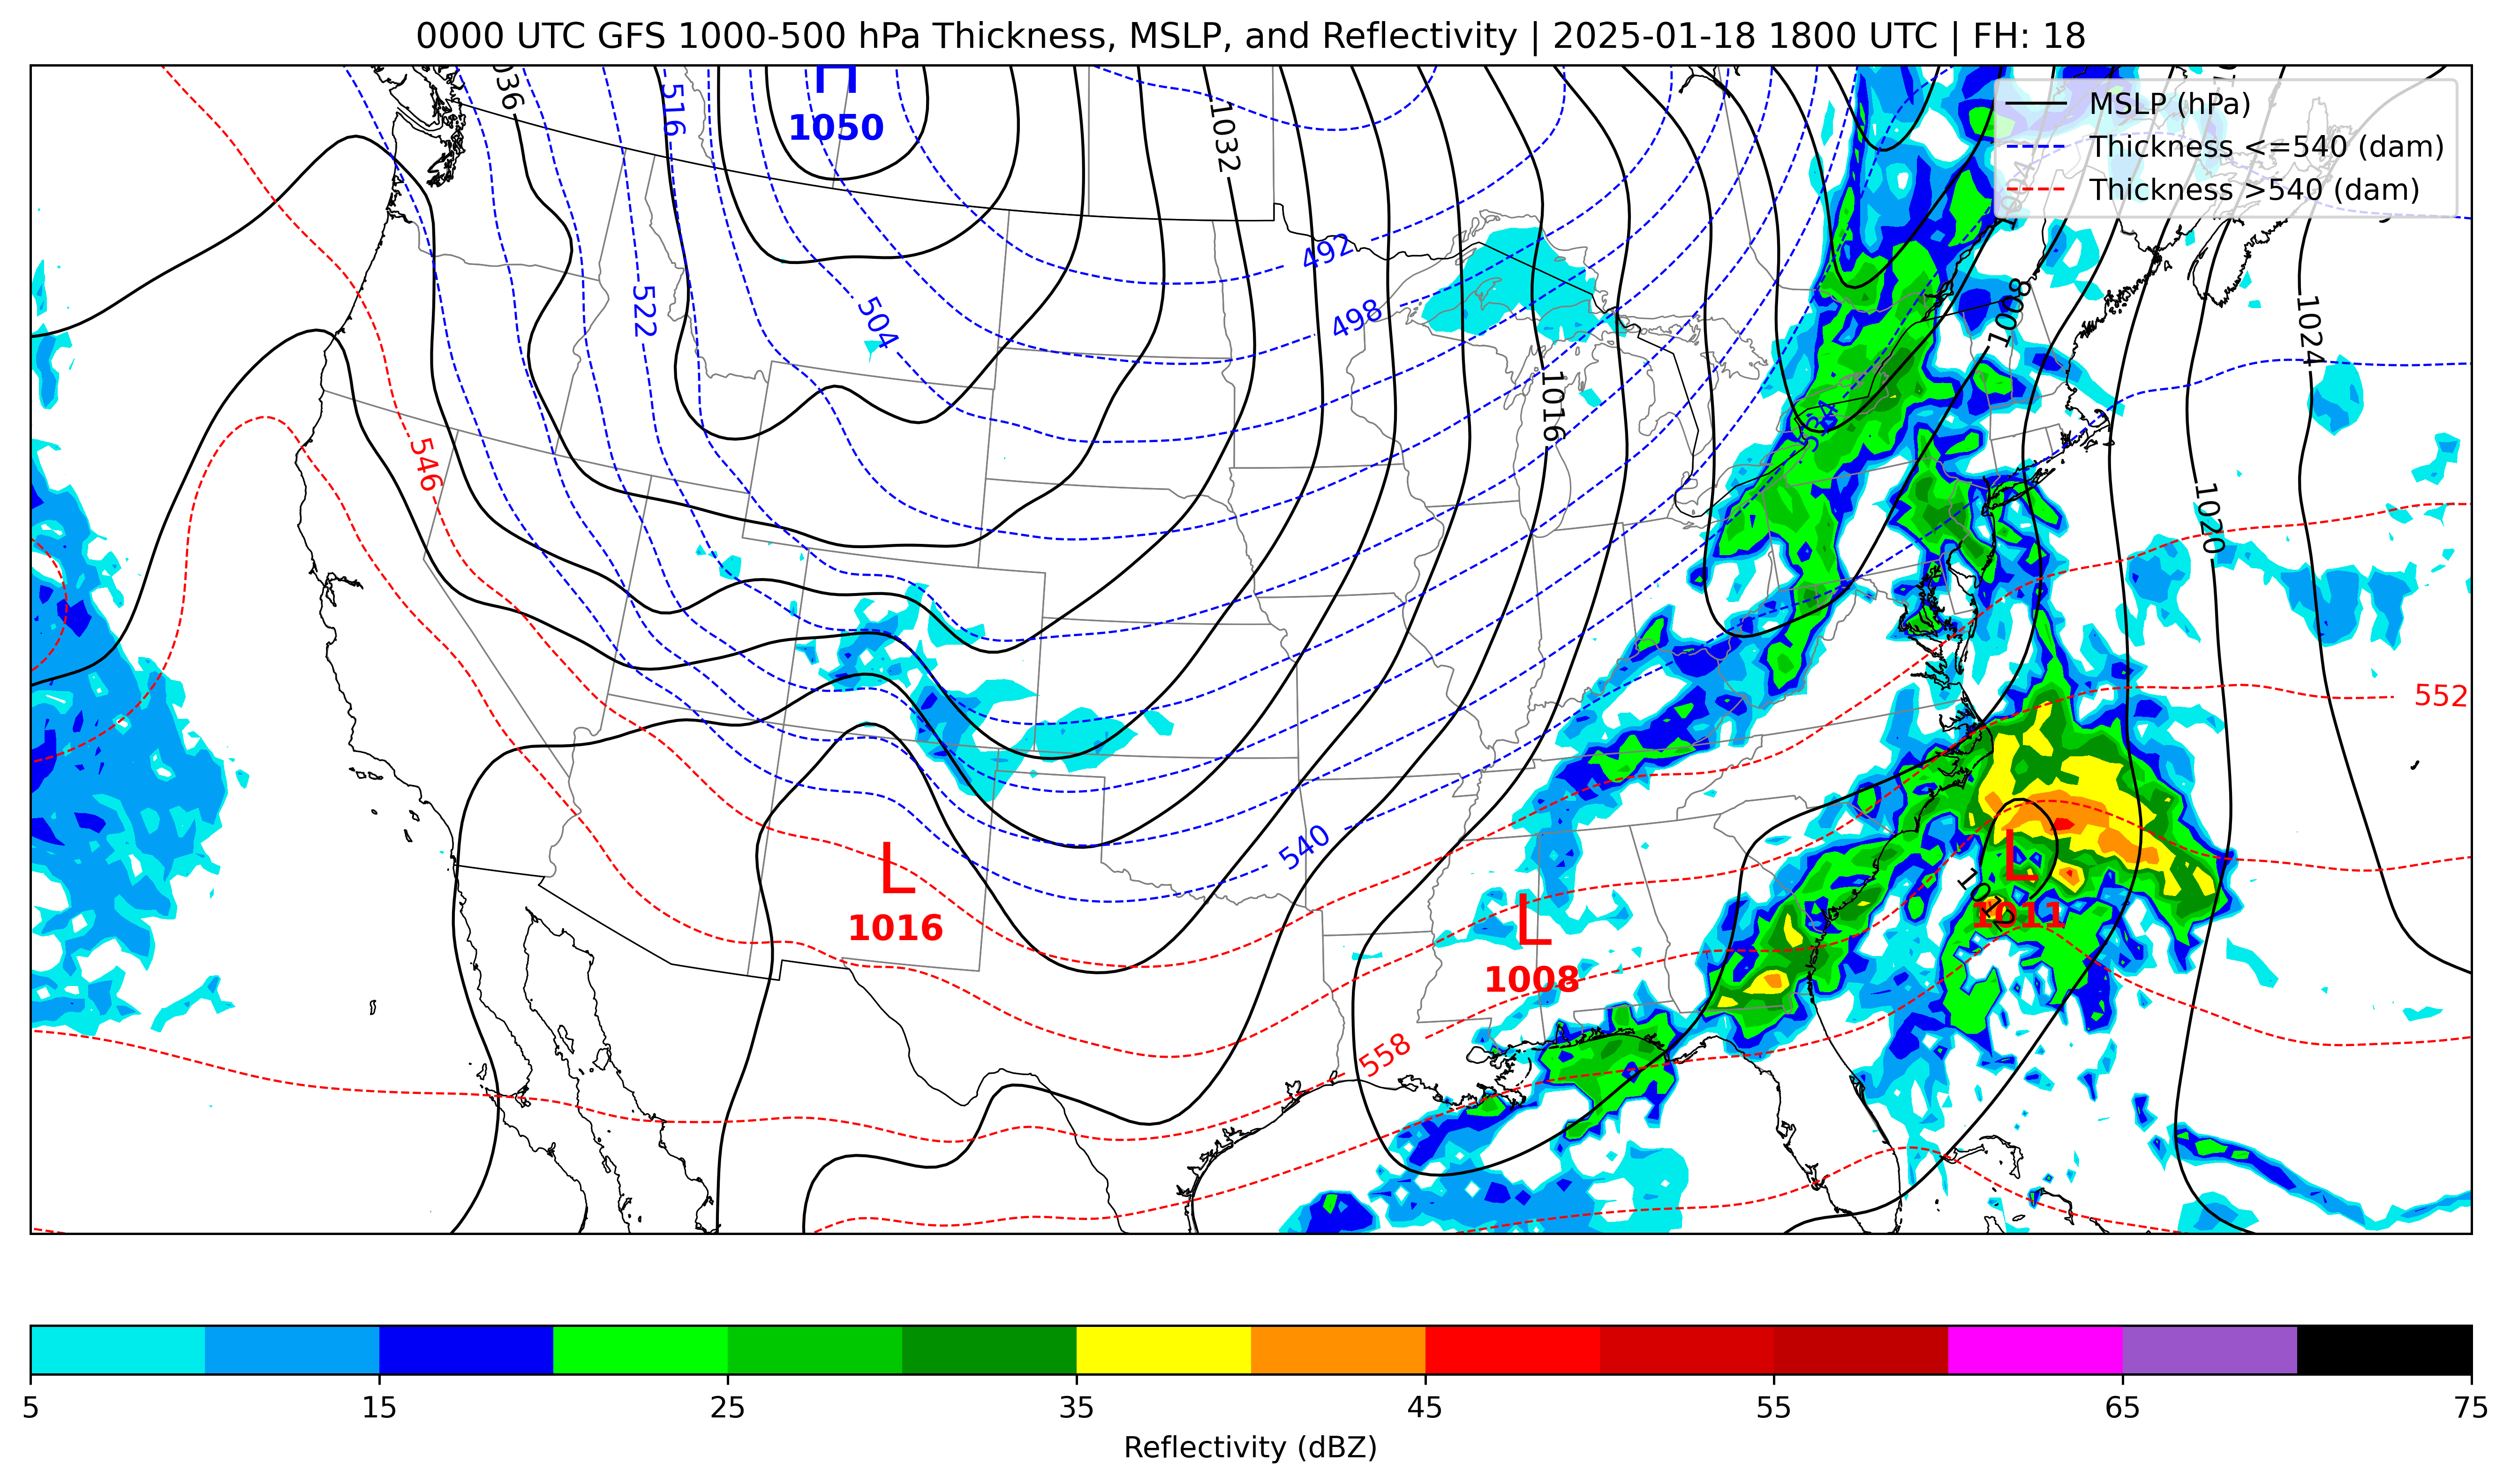 0000 UTC GFS 1000-500 hPa Thickness, MSLP, and Reflectivity | 2025-01-18 1800 UTC | FH: 18
MSLP (hPa)
Thickness <=540 (dam)
Thickness >540 (dam)
516
H
1050
1032
492
498
504
522
1008
1024
1016
534
546
1020
552
540
L
1016
L
1008
L
1011
1012
558
5 15 25 35 45 55 65 75
Reflectivity (dBZ)